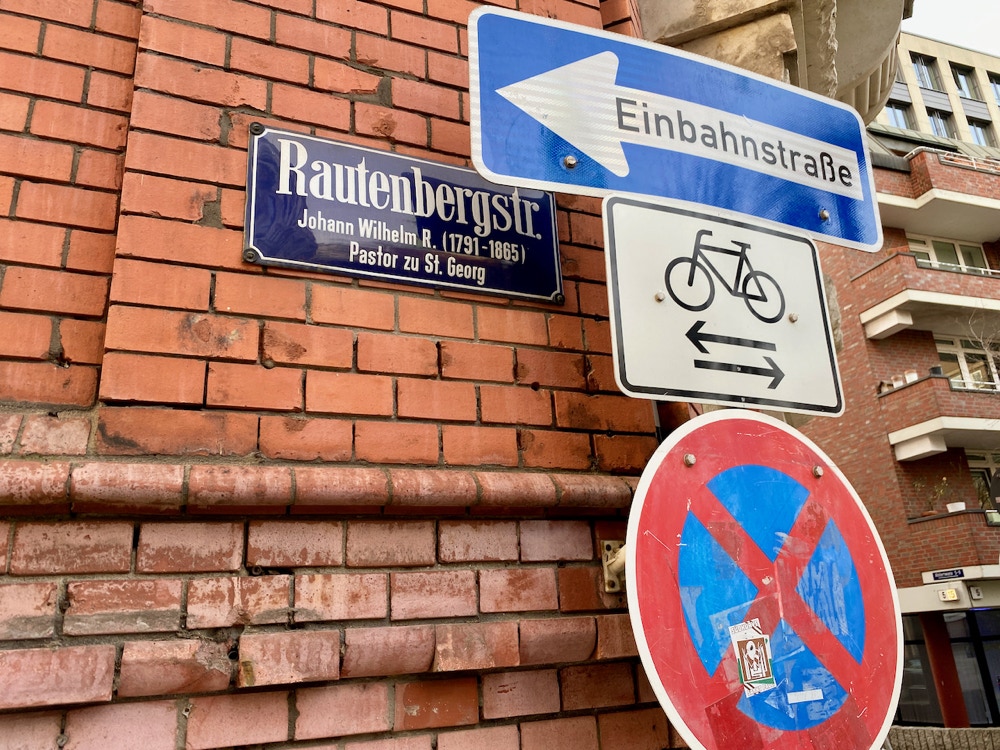 Rautenbergstr.
Johann Wilhelm R. (1791-1865)
Pastor zu St. Georg
Einbahnstraße